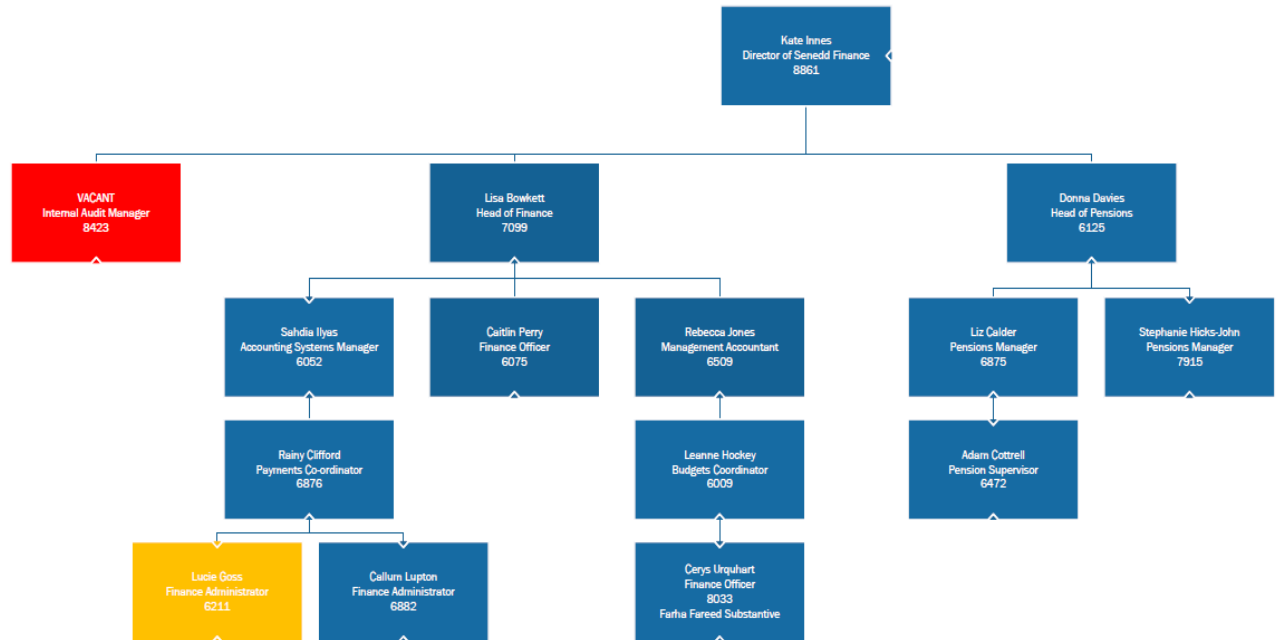 Kate Innes
Director of Senedd Finance
8861
VACANT
Internal Audit Manager
8423
Lisa Bowkett
Head of Finance
7099
Donna Davies
Head of Pensions
6125
Sahdia Ilyas
Accounting Systems Manager
6052
Caitlin Perry
Finance Officer
6075
Rebecca Jones
Management Accountant
6509
Liz Calder
Pensions Manager
6875
Stephanie Hicks-John
Pensions Manager
7915
Rainy Clifford
Payments Co-ordinator
6876
Leanne Hockey
Budgets Coordinator
6009
Adam Cottrell
Pension Supervisor
6472
Lucie Goss
Finance Administrator
6211
Callum Lupton
Finance Administrator
6882
Cerys Urquhart
Finance Officer
8033
Farha Fareed Substantive